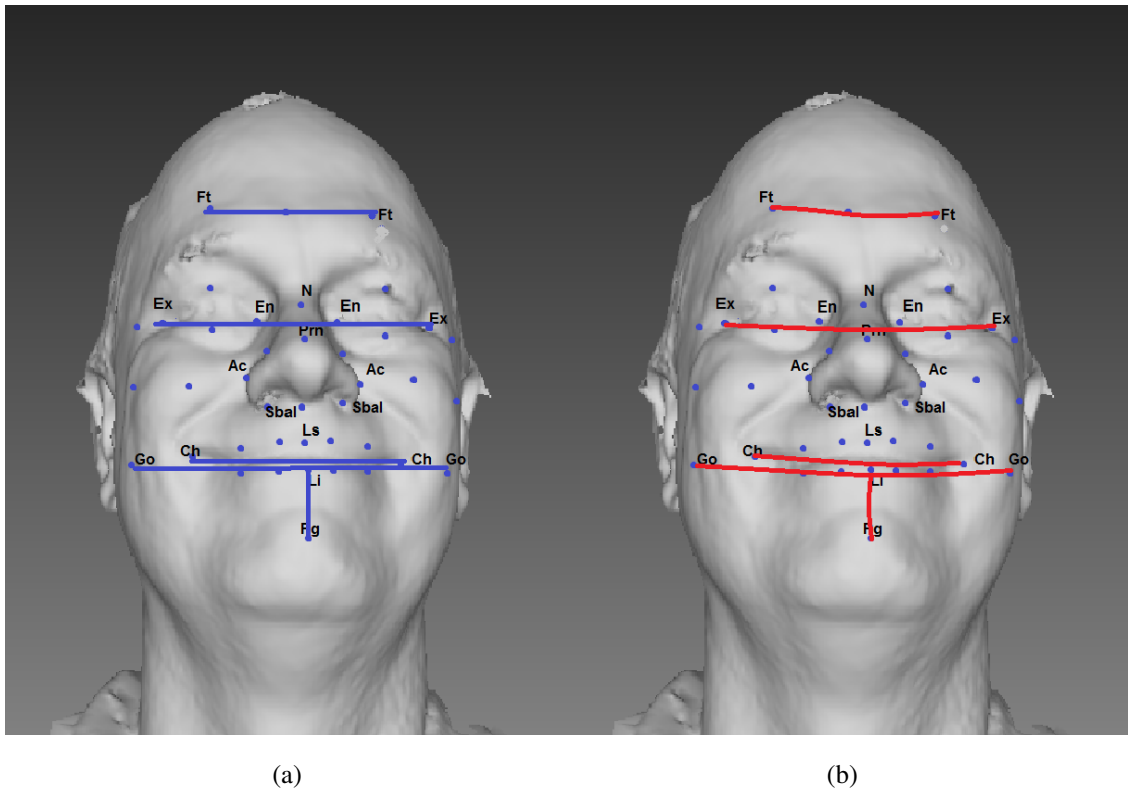 Ft
Ft
N
Ex
En
En
Ex
Prn
Ac
Ac
Sbal
Sbal
Ls
Go
Ch
Ch
Go
Li
Pg
Ft
Ft
N
Ex
En
En
Ex
Prn
Ac
Ac
Sbal
Sbal
Ls
Go
Ch
Ch
Go
Li
Pg
(a)
(b)